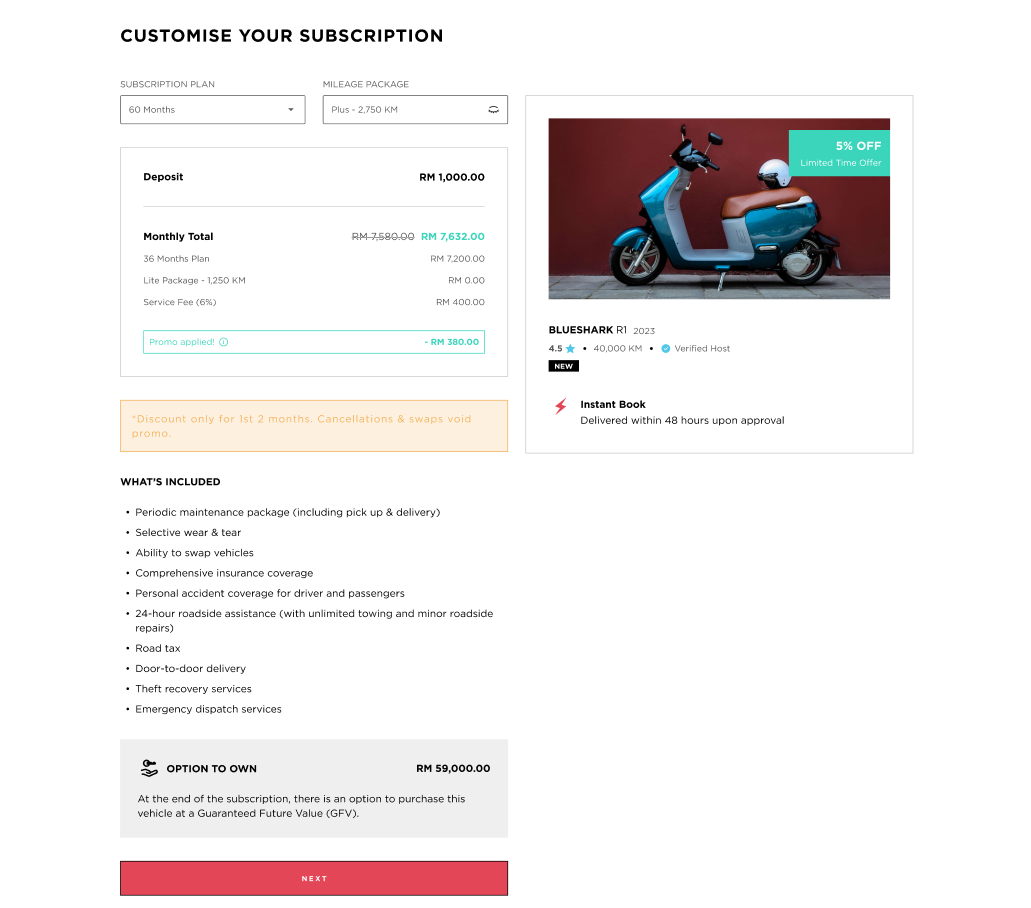 CUSTOMISE YOUR SUBSCRIPTION
SUBSCRIPTION PLAN
MILEAGE PACKAGE
60 Months
Plus - 2,750 KM
Deposit
RM 1,000.00
Monthly Total
RM 7,580.00 RM 7,632.00
36 Months Plan
RM 7,200.00
Lite Package - 1,250 KM
RM 0.00
Service Fee (6%)
RM 400.00
Promo applied!
- RM 380.00
*Discount only for 1st 2 months. Cancellations & swaps void
promo.
WHAT'S INCLUDED
• Periodic maintenance package (including pick up & delivery)
• Selective wear & tear
• Ability to swap vehicles
• Comprehensive insurance coverage
• Personal accident coverage for driver and passengers
• 24-hour roadside assistance (with unlimited towing and minor roadside
repairs)
• Road tax
• Door-to-door delivery
• Theft recovery services
• Emergency dispatch services
OPTION TO OWN
RM 59,000.00
At the end of the subscription, there is an option to purchase this
vehicle at a Guaranteed Future Value (GFV).
NEXT
5% OFF
Limited Time Offer
BLUESHARK R1 2023
4.5 • 40,000 KM • Verified Host
NEW
Instant Book
Delivered within 48 hours upon approval